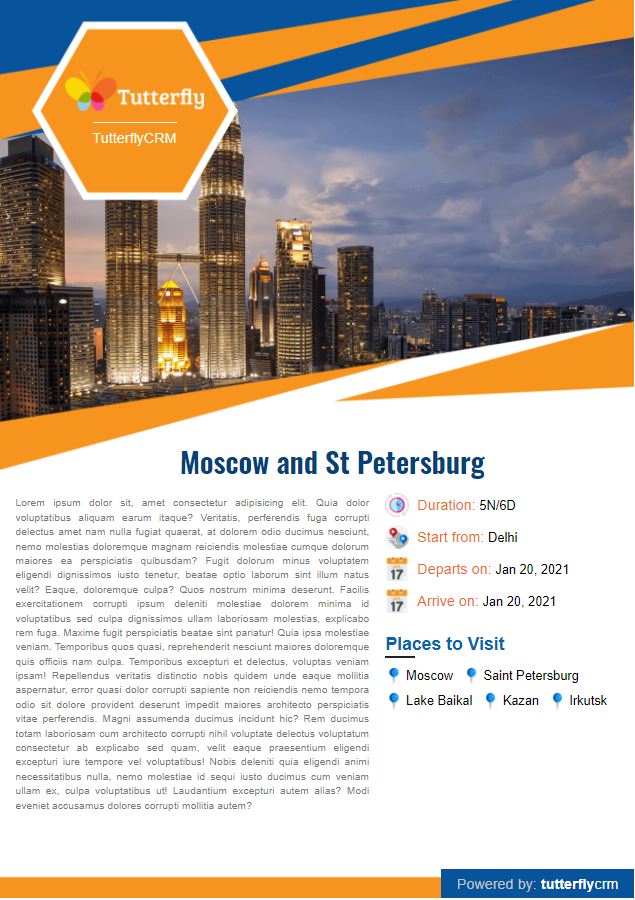 Tutterfly
TutterflyCRM
Moscow and St Petersburg
Lorem ipsum dolor sit, amet consectetur adipisicing elit. Quia dolor
voluptatibus aliquam earum itaque? Veritatis, perferendis fuga corrupti
delectus amet nam nulla fugiat quaerat, at dolorem odio ducimus nesciunt,
nemo molestias doloremque magnam reiciendis molestiae cumque dolorum
maiores ea perspiciatis quibusdam? Fugit dolorum minus voluptatem
eligendi dignissimos iusto tenetur, beatae optio laborum sint illum natus
velit? Eaque, doloremque culpa? Quos nostrum minima deserunt. Facilis
exercitationem corrupti ipsum deleniti molestiae dolorem minima id
voluptatibus sed culpa dignissimos ullam laboriosam molestias, explicabo
rem fuga. Maxime fugit perspiciatis beatae sint pariatur! Quia ipsa molestiae
veniam. Temporibus quos quasi, reprehenderit nesciunt maiores doloremque
quis officiis nam culpa. Temporibus excepturi et delectus, voluptas veniam
ipsam! Repellendus veritatis distinctio nobis quidem unde eaque mollitia
aspernatur, error quasi dolor corrupti sapiente non reiciendis nemo tempora
odio sit dolore provident deserunt impedit maiores architecto perspiciatis
vitae perferendis. Magni assumenda ducimus incidunt hic? Rem ducimus
totam laboriosam cum architecto corrupti nihil voluptate delectus voluptatum
consectetur ab explicabo sed quam, velit eaque praesentium eligendi
excepturi iure tempore vel voluptatibus! Nobis deleniti quia eligendi animi
necessitatibus nulla, nemo molestiae id sequi iusto ducimus cum veniam
ullam ex, culpa voluptatibus ut! Laudantium excepturi autem alias? Modi
eveniet accusamus dolores corrupti mollitia autem?
Duration: 5N/6D
Start from: Delhi
17 Departs on: Jan 20, 2021
17 Arrive on: Jan 20, 2021
Places to Visit
Moscow Saint Petersburg
Lake Baikal Kazan Irkutsk
Powered by: tutterflycrm